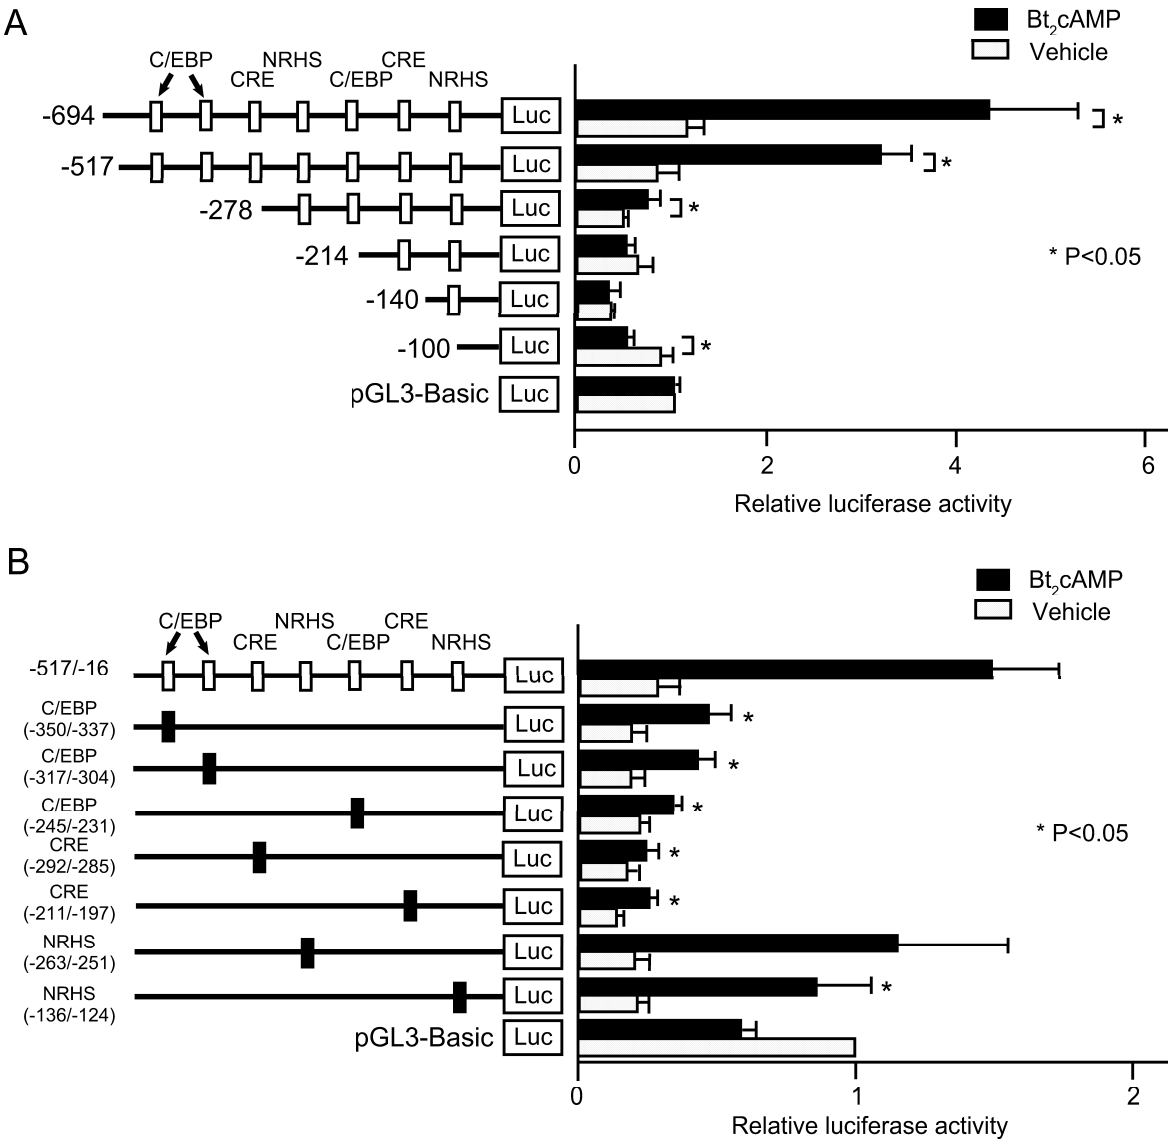 A
Bt2cAMP
Vehicle
C/EBP
CRE
NRHS
C/EBP
CRE
NRHS
-694
Luc
*
-517
Luc
*
-278
Luc
*
-214
Luc
* P<0.05
-140
Luc
-100
Luc
*
pGL3-Basic
Luc
0
2
4
6
Relative luciferase activity
B
Bt2cAMP
Vehicle
C/EBP
CRE
NRHS
C/EBP
CRE
NRHS
-517/-16
Luc
C/EBP
(-350/-337)
Luc
*
C/EBP
(-317/-304)
Luc
*
C/EBP
(-245/-231)
Luc
*
* P<0.05
CRE
(-292/-285)
Luc
*
CRE
(-211/-197)
Luc
*
NRHS
(-263/-251)
Luc
NRHS
(-136/-124)
Luc
*
pGL3-Basic
Luc
0
1
2
Relative luciferase activity